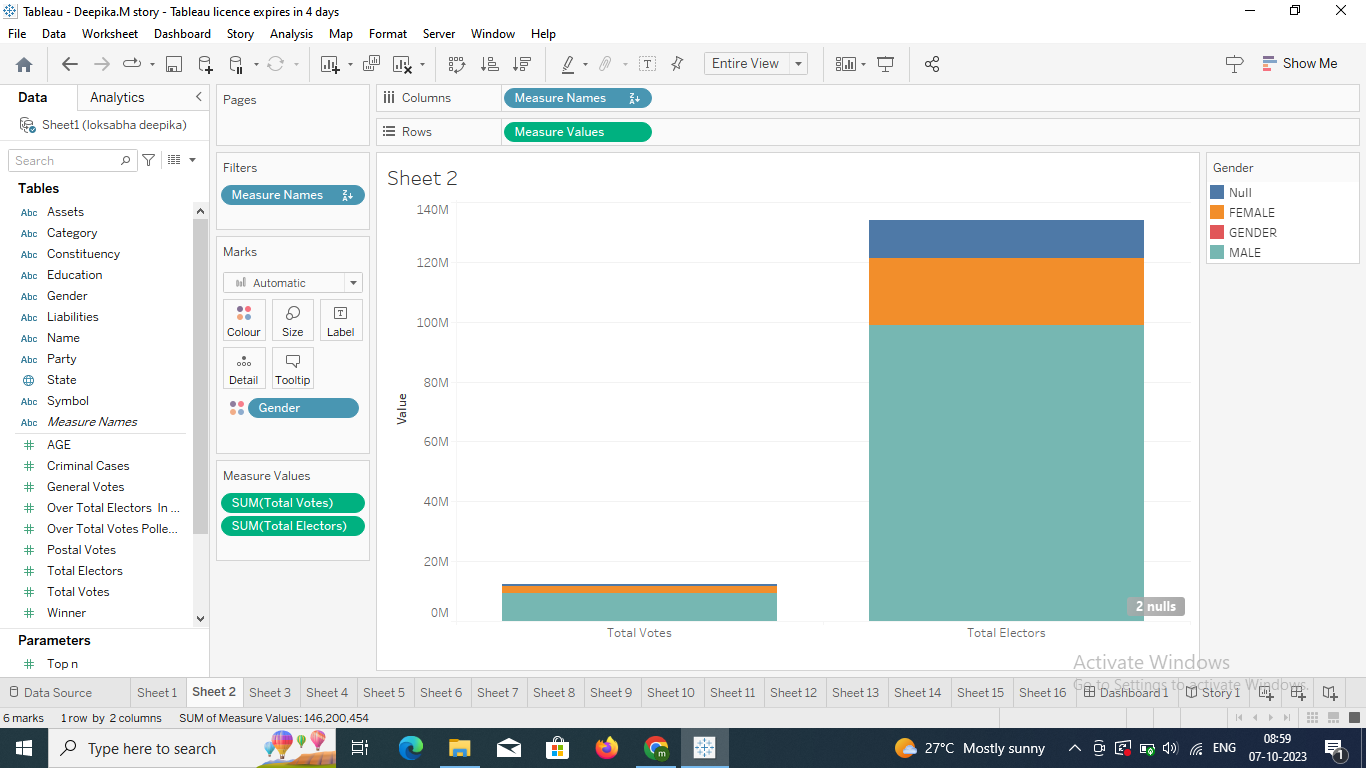 Tableau - Deepika.M story - Tableau licence expires in 4 days
File Data Worksheet Dashboard Story Analysis Map Format Server Window Help
Entire View
Show Me
Data Analytics
Sheet1 (loksabha deepika)
Search
Tables
Abc Assets
Abc Category
Abc Constituency
Abc Education
Abc Gender
Abc Liabilities
Abc Name
Abc Party
State
Abc Symbol
Abc Measure Names
# AGE
# Criminal Cases
# General Votes
# Over Total Electors In ...
# Over Total Votes Polle...
# Postal Votes
# Total Electors
# Total Votes
# Winner
Parameters
# Top n
Pages
Filters
Measure Names
Marks
Automatic
Colour Size Label
Detail Tooltip
Gender
Measure Values
SUM(Total Votes)
SUM(Total Electors)
Columns Measure Names
Rows Measure Values
Sheet 2
140M
120M
100M
80M
60M
40M
20M
0M
Value
2 nulls
Total Votes Total Electors
Gender
Null
FEMALE
GENDER
MALE
Activate Windows
Go to Settings to activate Windows.
Data Source Sheet 1 Sheet 2 Sheet 3 Sheet 4 Sheet 5 Sheet 6 Sheet 7 Sheet 8 Sheet 9 Sheet 10 Sheet 11 Sheet 12 Sheet 13 Sheet 14 Sheet 15 Sheet 16 Dashboard 1 Story 1
6 marks 1 row by 2 columns SUM of Measure Values: 146,200,454
Type here to search
27°C Mostly sunny
ENG
08:59
07-10-2023
1